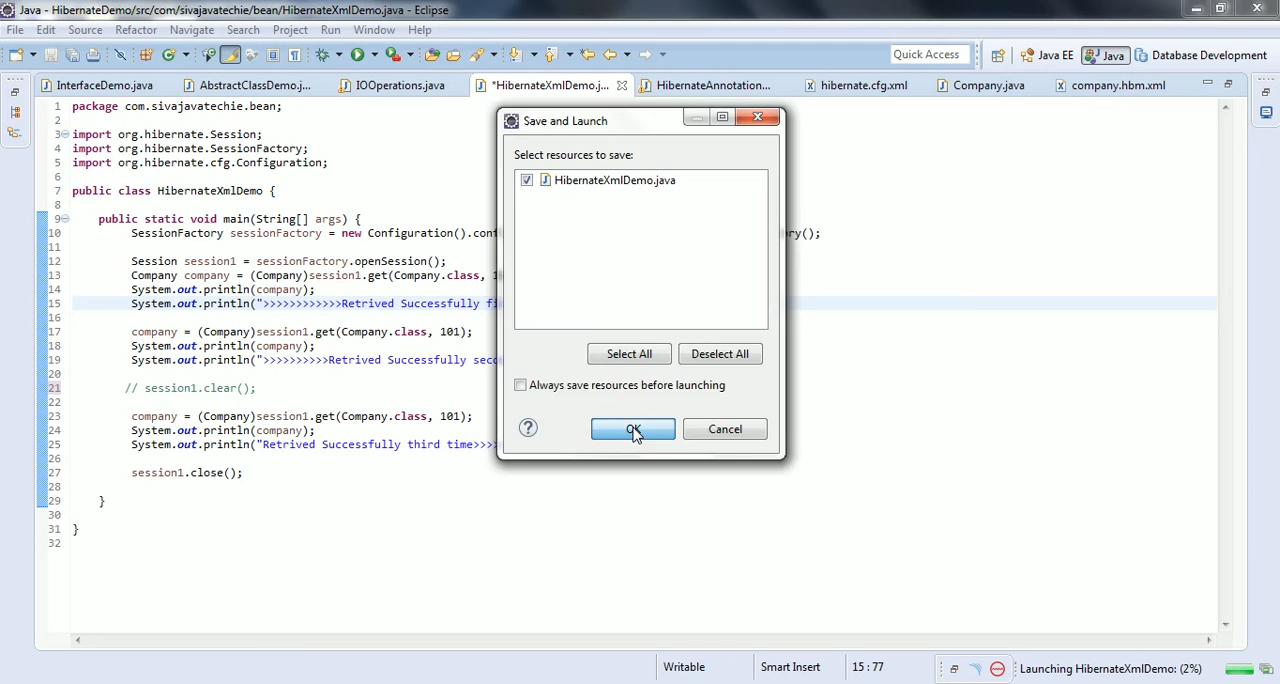 Java - HibernateDemo/src/com/sivajavatechie/bean/HibernateXmlDemo.java - Eclipse
File Edit Source Refactor Navigate Search Project Run Window Help
Quick Access Java EE Java Database Development
InterfaceDemo.java AbstractClassDemo.j... IOOperations.java *HibernateXmlDemo.j... HibernateAnnotation... hibernate.cfg.xml Company.java company.hbm.xml
1 package com.sivajavatechie.bean;
2
3 import org.hibernate.Session;
4 import org.hibernate.SessionFactory;
5 import org.hibernate.cfg.Configuration;
6
7 public class HibernateXmlDemo {
8
9 public static void main(String[] args) {
10 SessionFactory sessionFactory = new Configuration().con ry();
11
12 Session session1 = sessionFactory.openSession();
13 Company company = (Company)session1.get(Company.class, 1
14 System.out.println(company);
15 System.out.println(">>>>>>>>>>>>Retrived Successfully fi
16
17 company = (Company)session1.get(Company.class, 101);
18 System.out.println(company);
19 System.out.println(">>>>>>>>>>Retrived Successfully sec
20
21 // session1.clear();
22
23 company = (Company)session1.get(Company.class, 101);
24 System.out.println(company);
25 System.out.println("Retrived Successfully third time>>>
26
27 session1.close();
28
29 }
30
31 }
32
Save and Launch
Select resources to save:
HibernateXmlDemo.java
Select All Deselect All
Always save resources before launching
OK Cancel
Writable Smart Insert 15 : 77 Launching HibernateXmlDemo: (2%)